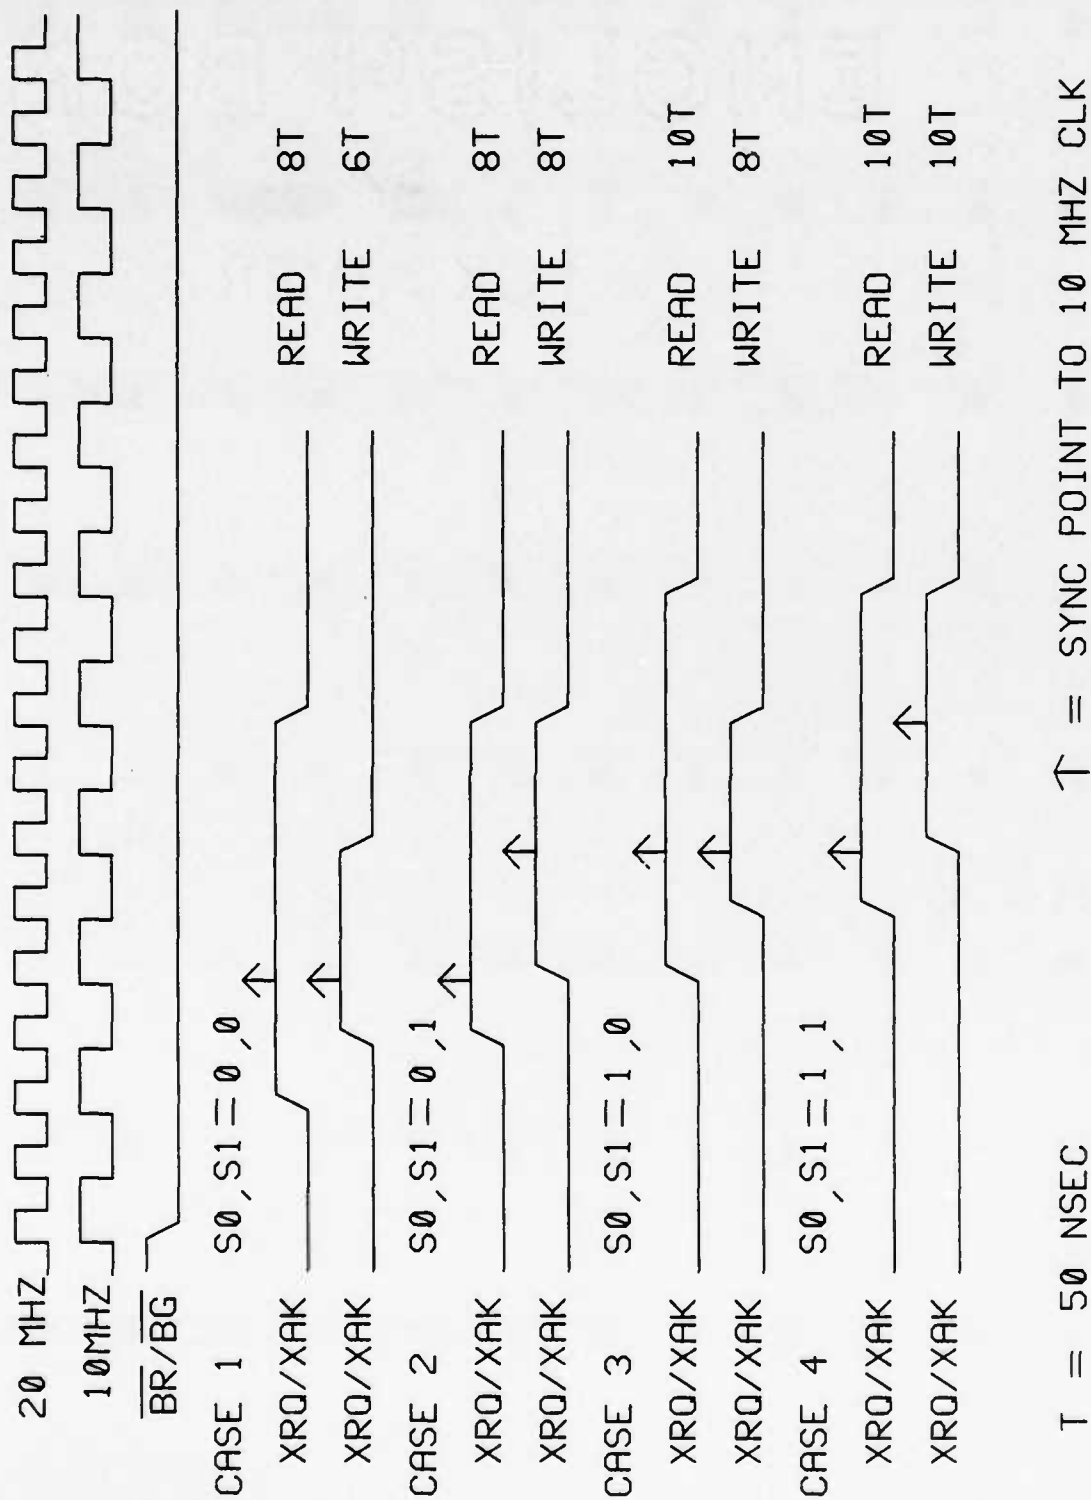 20 MHZ
10MHZ
BR/BG
CASE 1 S0,S1=0,0
XRQ/XAK READ 8T
XRQ/XAK WRITE 6T
CASE 2 S0,S1=0,1
XRQ/XAK READ 8T
XRQ/XAK WRITE 8T
CASE 3 S0,S1=1,0
XRQ/XAK READ 10T
XRQ/XAK WRITE 8T
CASE 4 S0,S1=1,1
XRQ/XAK READ 10T
XRQ/XAK WRITE 10T
T = 50 NSEC ↑ = SYNC POINT TO 10 MHZ CLK